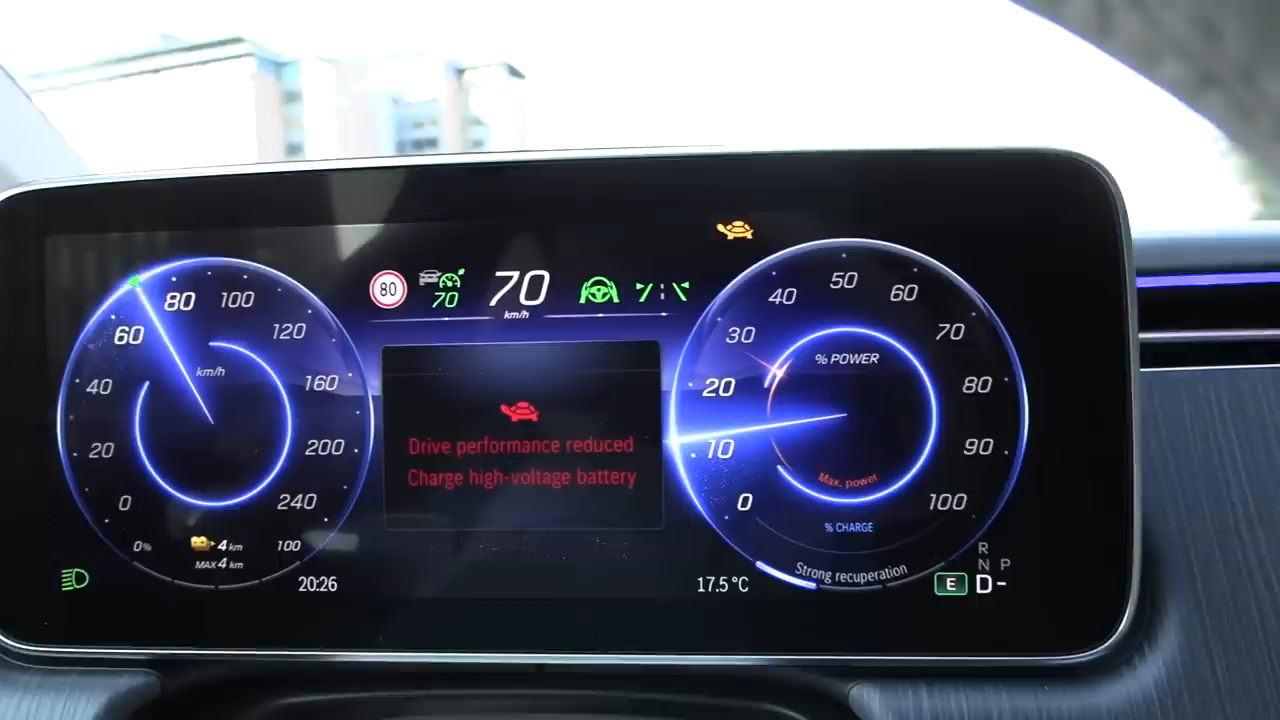 80
70
70
km/h
0
20
40
60
80
100
120
160
200
240
km/h
0%
4 km
100
MAX 4 km
20:26
Drive performance reduced
Charge high-voltage battery
0
10
20
30
40
50
60
70
80
90
100
% POWER
Max. power
% CHARGE
Strong recuperation
17.5 °C
E
R
N
P
D-